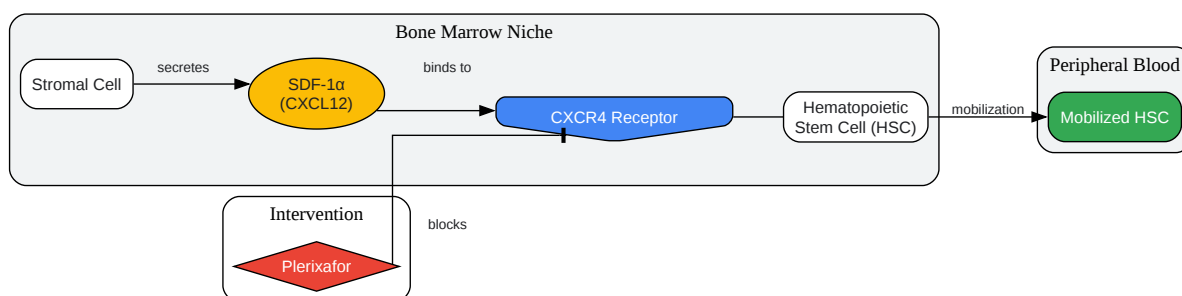 Bone Marrow Niche
Stromal Cell
secretes
SDF-1α
(CXCL12)
binds to
CXCR4 Receptor
Hematopoietic
Stem Cell (HSC)
mobilization
Peripheral Blood
Mobilized HSC
Intervention
blocks
Plerixafor